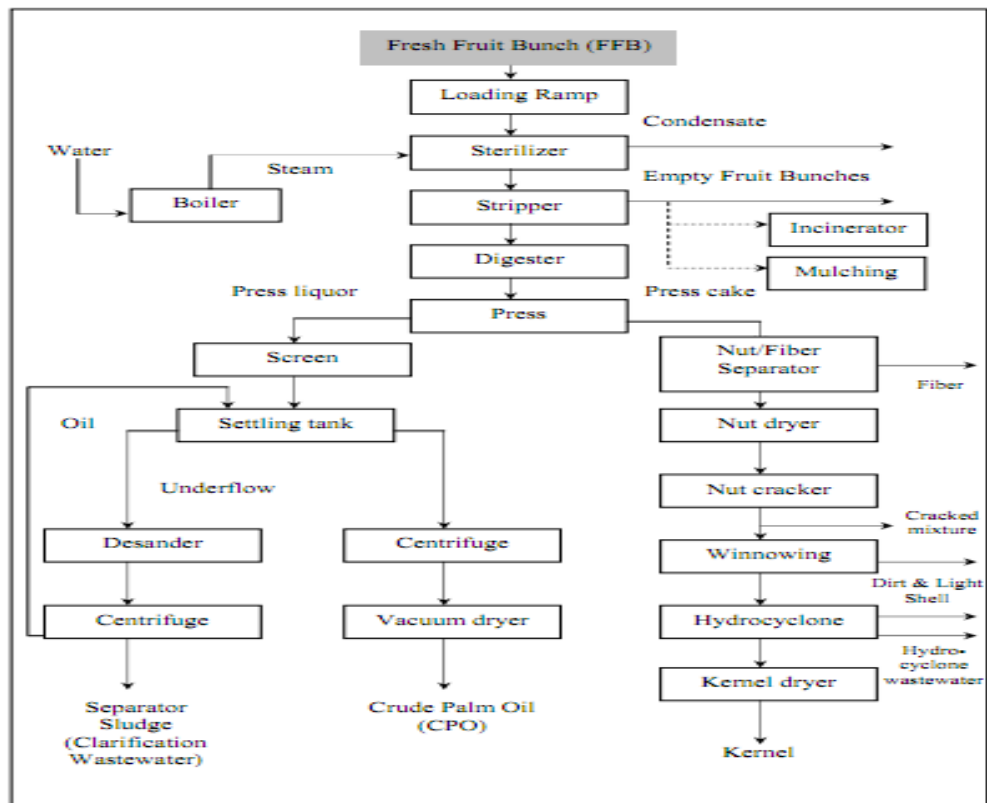 Fresh Fruit Bunch (FFB)
Loading Ramp
Condensate
Water
Sterilizer
Steam
Empty Fruit Bunches
Boiler
Stripper
Incinerator
Digester
Mulching
Press liquor
Press cake
Press
Screen
Nut/Fiber
Separator
Fiber
Oil
Settling tank
Nut dryer
Underflow
Nut cracker
Cracked
mixture
Desander
Centrifuge
Winnowing
Dirt & Light
Shell
Centrifuge
Vacuum dryer
Hydrocyclone
Hydro-
cyclone
wastewater
Kernel dryer
Separator
Sludge
(Clarification
Wastewater)
Crude Palm Oil
(CPO)
Kernel